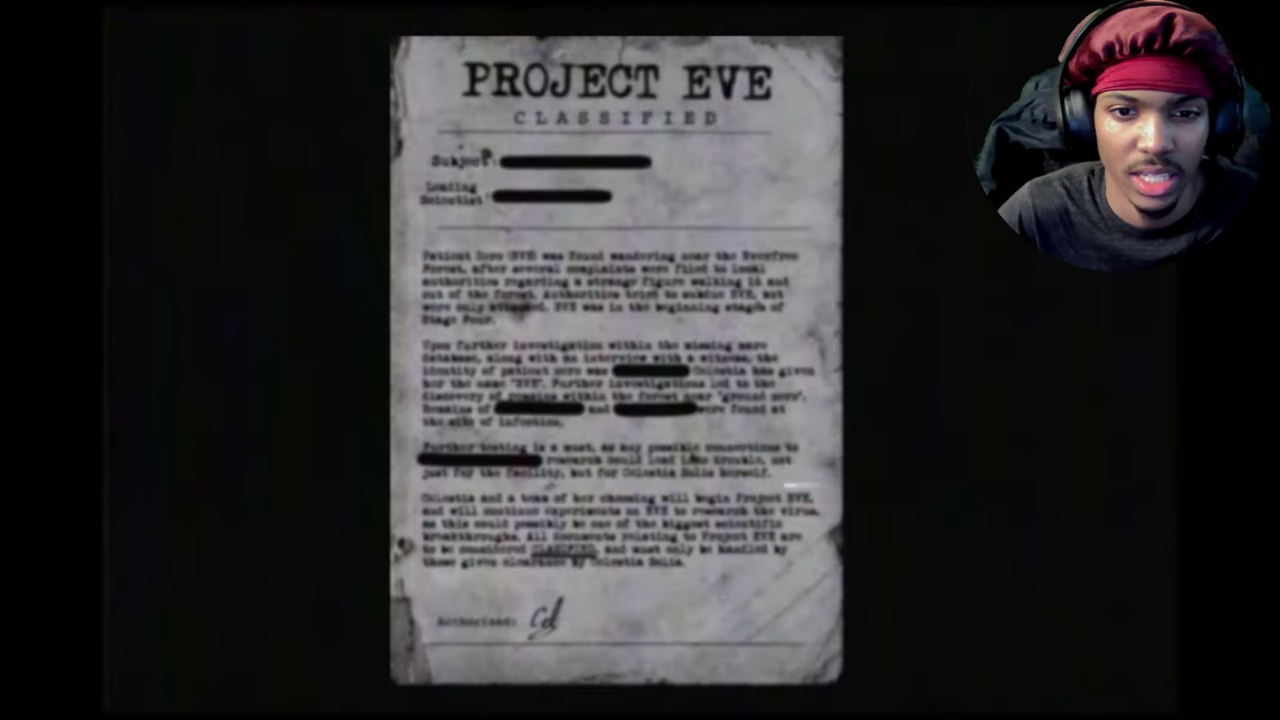 PROJECT EVE
CLASSIFIED
Subject:
Leading
Scientist:
Patient Zero (EVE) was found wandering near the Everfree
Forest, after several complaints were filed to local
authorities regarding a strange figure walking in and
out of the forest. Authorities tried to subdue EVE, but
were only attacked. EVE was in the beginning stages of
Stage Four.
Upon further investigation within the missing mare
database, along with an interview with a witness, the
identity of patient zero was Celestia has given
her the name "EVE". Further investigations led to the
discovery of remains within the forest near "ground zero".
Remains of and were found at
the site of infection.
Further testing is a must, as any possible connections to
research could lead into trouble, not
just for the facility, but for Celestia Solis herself.
Celestia and a team of her choosing will begin Project EVE,
and will continue experiments on EVE to research the virus,
as this could possibly be one of the biggest scientific
breakthroughs. All documents relating to Project EVE are
to be considered CLASSIFIED, and must only be handled by
those given clearance by Celestia Solis.
Authorized: Cel